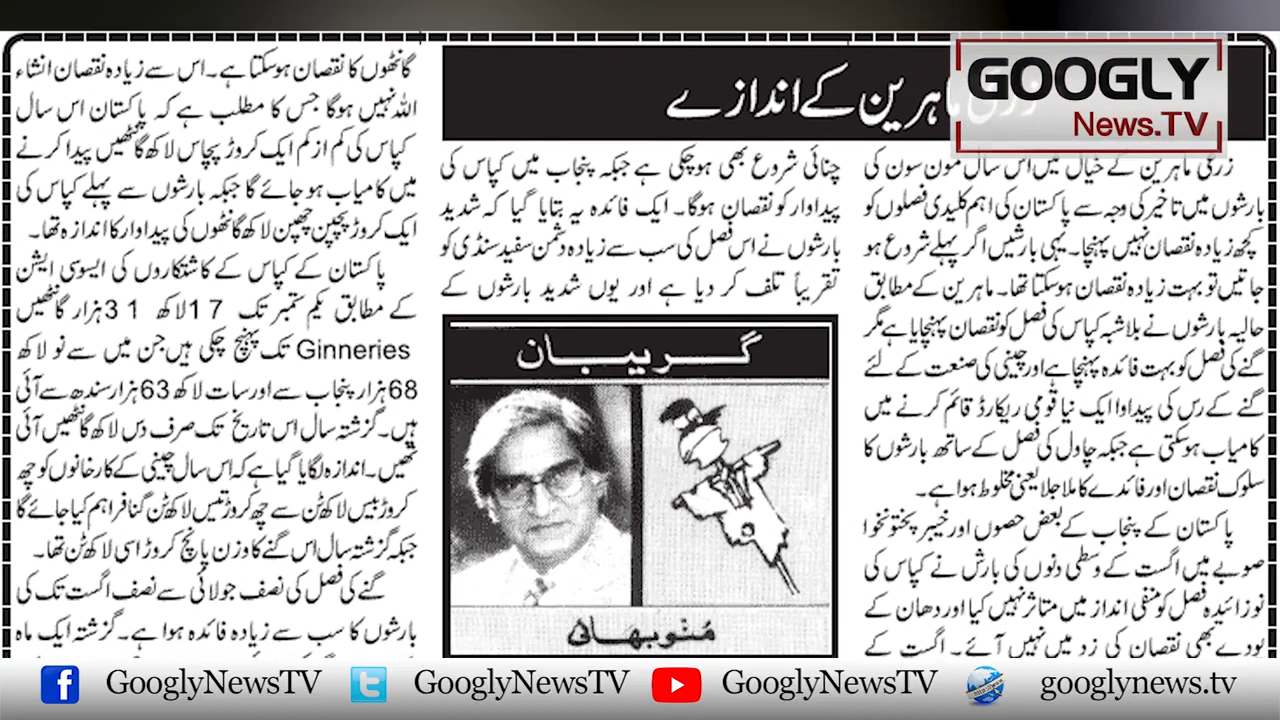 GOOGLY
News.TV
ماہرین کے اندازے
زرعی ماہرین کے خیال میں اس سال مون سون کی
بارشوں میں تاخیر کی وجہ سے پاکستان کی اہم کلیدی فصلوں کو
کچھ زیادہ نقصان نہیں پہنچا۔ یہی بارشیں اگر پہلے شروع ہو
جاتیں تو بہت زیادہ نقصان ہوسکتا تھا۔ ماہرین کے مطابق
حالیہ بارشوں نے بلاشبہ کپاس کی فصل کو نقصان پہنچایا ہے مگر
گنے کی فصل کو بہت فائدہ پہنچا ہے اور چینی کی صنعت کے لئے
گنے کے رس کی پیداوا ایک نیا قومی ریکارڈ قائم کرنے میں
کامیاب ہوسکتی ہے جبکہ چاول کی فصل کے ساتھ بارشوں کا
سلوک نقصان اور فائدے کا ملا جلا یعنی مخلوط ہوا ہے۔
پاکستان کے پنجاب کے بعض حصوں اور خیبر پختونخوا
صوبے میں اگست کے وسطی دنوں کی بارش نے کپاس کی
نوزائیدہ فصل کو منفی انداز میں متاثر نہیں کیا اور دھان کے
پودے بھی نقصان کی زد میں نہیں آئے۔ اگست کے
چنائی شروع بھی ہوچکی ہے جبکہ پنجاب میں کپاس کی
پیداوار کو نقصان ہوگا۔ ایک فائدہ یہ بتایا گیا کہ شدید
بارشوں نے اس فصل کی سب سے زیادہ دشمن سفید سنڈی کو
تقریباً تلف کر دیا ہے اور یوں شدید بارشوں کے
گریبان
منو بھائی
گانٹھوں کا نقصان ہوسکتا ہے۔ اس سے زیادہ نقصان انشاء
اللہ نہیں ہوگا جس کا مطلب ہے کہ پاکستان اس سال
کپاس کی کم از کم ایک کروڑ پچاس لاکھ گانٹھیں پیدا کرنے
میں کامیاب ہو جائے گا جبکہ بارشوں سے پہلے کپاس کی
ایک کروڑ پچپن چھپن لاکھ گانٹھوں کی پیداوار کا اندازہ تھا۔
پاکستان کے کپاس کے کاشتکاروں کی ایسوسی ایشن
کے مطابق یکم ستمبر تک 17 لاکھ 31 ہزار گانٹھیں
Ginneries تک پہنچ چکی ہیں جن میں سے نو لاکھ
68 ہزار پنجاب سے اور سات لاکھ 63 ہزار سندھ سے آئی
ہیں۔ گزشتہ سال اس تاریخ تک صرف دس لاکھ گانٹھیں آئی
تھیں۔ اندازہ لگایا گیا ہے کہ اس سال چینی کے کارخانوں کو چھ
کروڑ بیس لاکھ ٹن سے چھ کروڑ تیس لاکھ ٹن گنا فراہم کیا جائے گا
جبکہ گزشتہ سال اس گنے کا وزن پانچ کروڑ اسی لاکھ ٹن تھا۔
گنے کی فصل کی نصف جولائی سے نصف اگست تک کی
بارشوں کا سب سے زیادہ فائدہ ہوا ہے۔ گزشتہ ایک ماہ
GooglyNewsTV
GooglyNewsTV
GooglyNewsTV
googlynews.tv